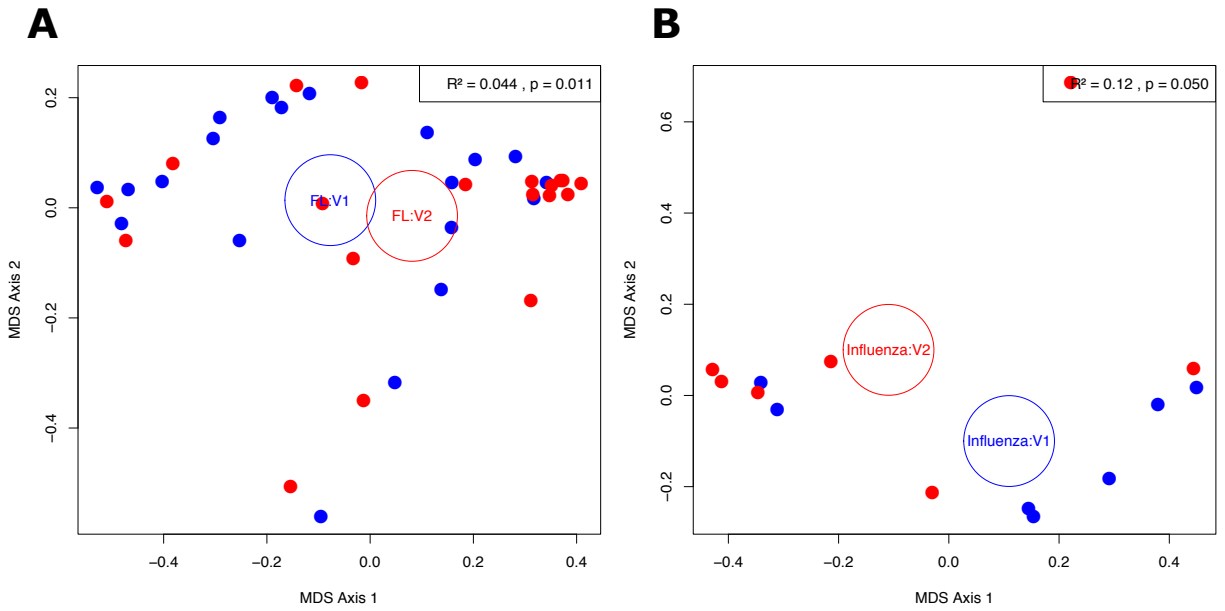 A
R² = 0.044 , p = 0.011
0.2
0.0
−0.2
−0.4
MDS Axis 2
FL:V1
FL:V2
−0.4 −0.2 0.0 0.2 0.4
MDS Axis 1
B
R² = 0.12 , p = 0.050
0.6
0.4
0.2
0.0
−0.2
MDS Axis 2
Influenza:V2
Influenza:V1
−0.4 −0.2 0.0 0.2 0.4
MDS Axis 1